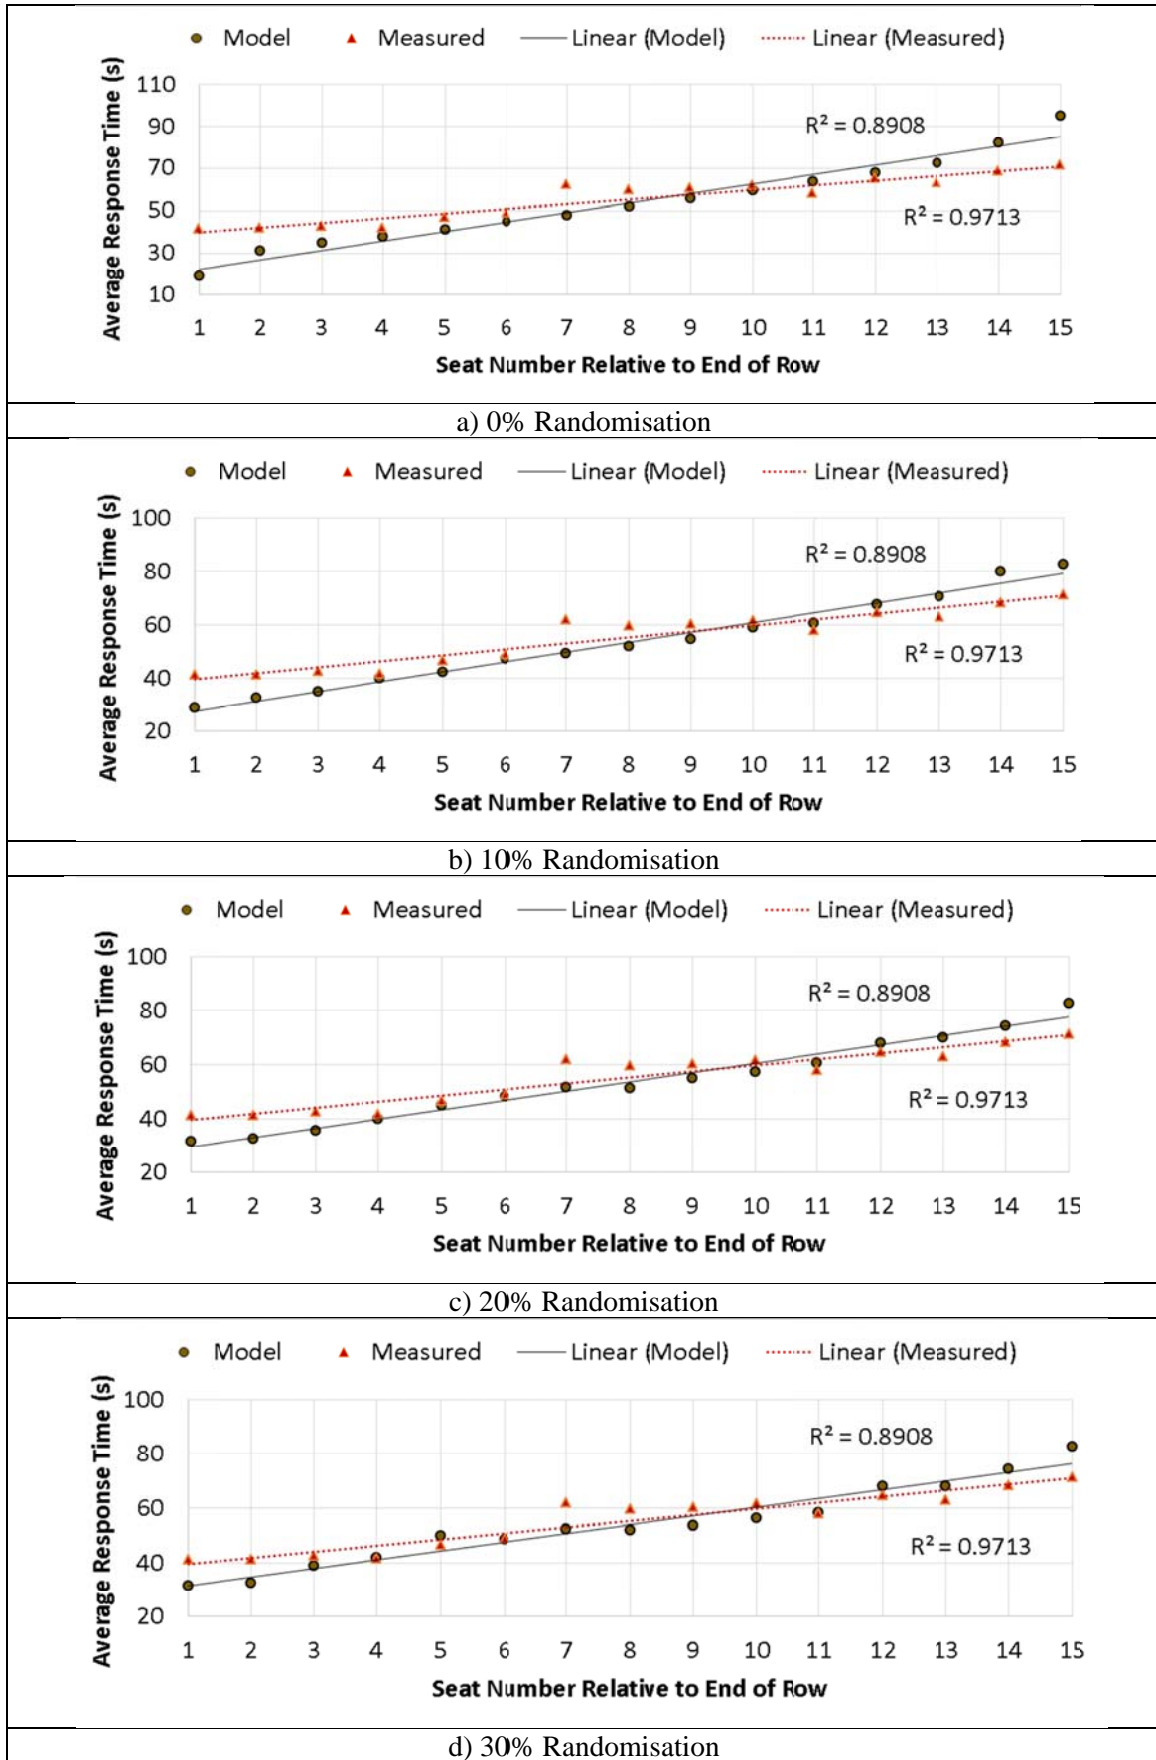 Model Measured Linear (Model) Linear (Measured)
Average Response Time (s)
110
90
70
50
30
10
R² = 0.8908
R² = 0.9713
1 2 3 4 5 6 7 8 9 10 11 12 13 14 15
Seat Number Relative to End of Row
a) 0% Randomisation
Model Measured Linear (Model) Linear (Measured)
Average Response Time (s)
100
80
60
40
20
R² = 0.8908
R² = 0.9713
1 2 3 4 5 6 7 8 9 10 11 12 13 14 15
Seat Number Relative to End of Row
b) 10% Randomisation
Model Measured Linear (Model) Linear (Measured)
Average Response Time (s)
100
80
60
40
20
R² = 0.8908
R² = 0.9713
1 2 3 4 5 6 7 8 9 10 11 12 13 14 15
Seat Number Relative to End of Row
c) 20% Randomisation
Model Measured Linear (Model) Linear (Measured)
Average Response Time (s)
100
80
60
40
20
R² = 0.8908
R² = 0.9713
1 2 3 4 5 6 7 8 9 10 11 12 13 14 15
Seat Number Relative to End of Row
d) 30% Randomisation